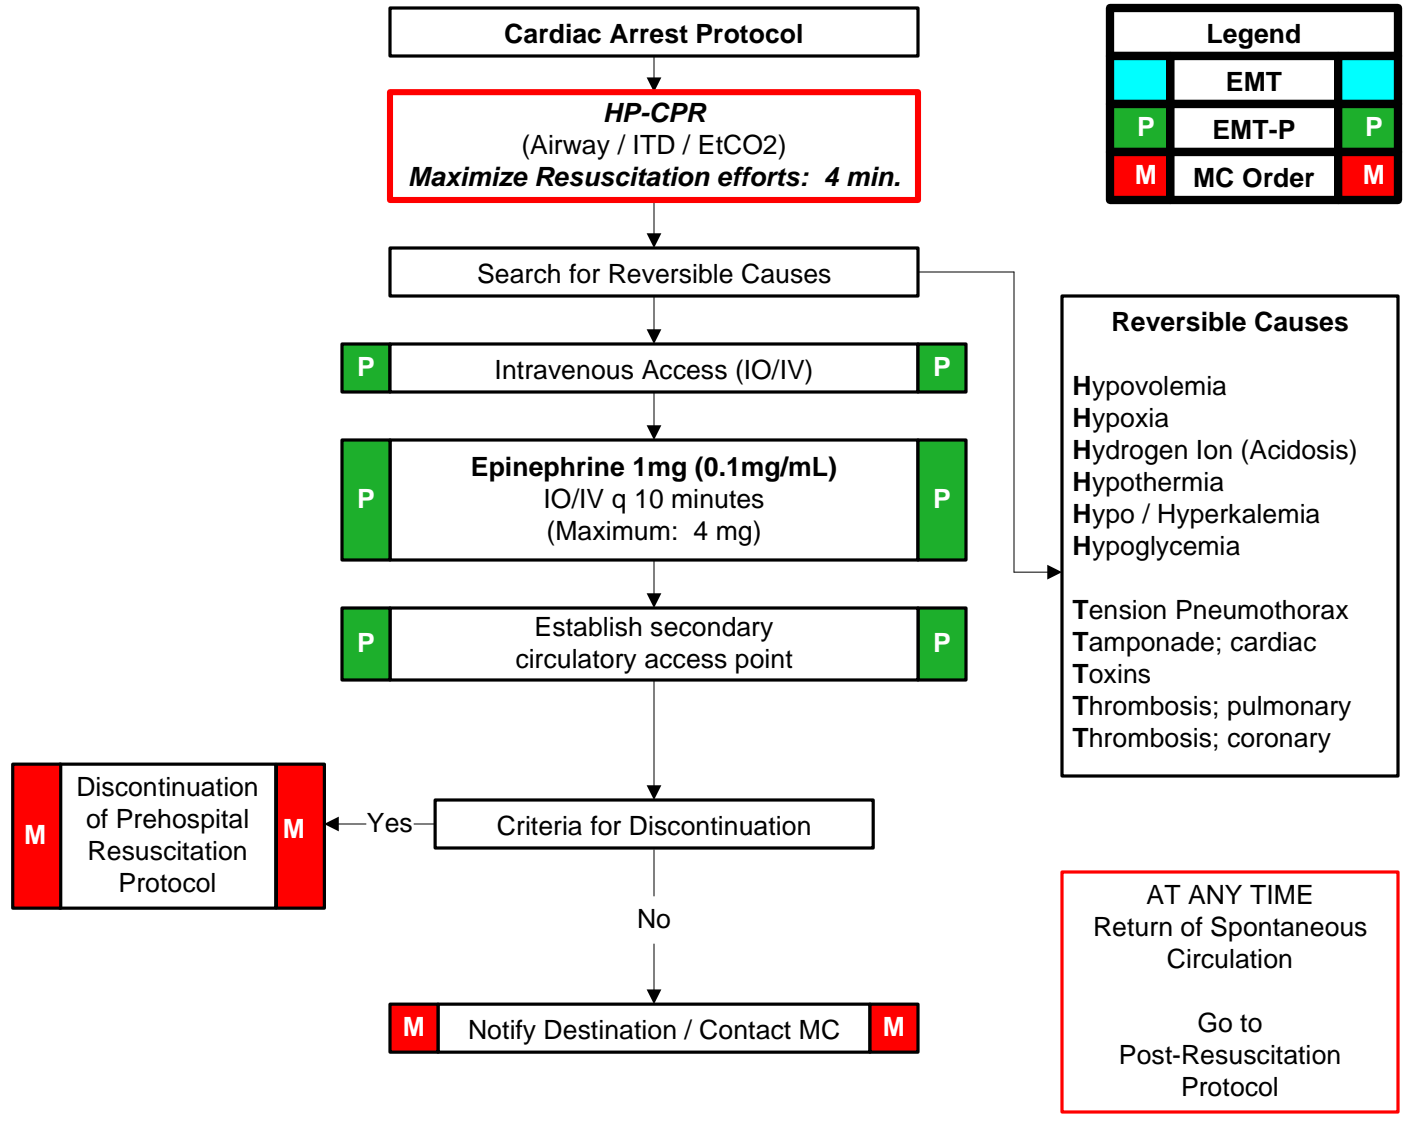 Cardiac Arrest Protocol
HP-CPR
(Airway / ITD / EtCO2)
Maximize Resuscitation efforts:  4 min.
Search for Reversible Causes
P Intravenous Access (IO/IV) P
Epinephrine 1mg (0.1mg/mL)
P IO/IV q 10 minutes P
(Maximum:  4 mg)
P Establish secondary P
circulatory access point
Criteria for Discontinuation
Yes
Discontinuation
of Prehospital
M Resuscitation M
Protocol
No
M Notify Destination / Contact MC M
Legend
EMT
P EMT-P P
M MC Order M
Reversible Causes
Hypovolemia
Hypoxia
Hydrogen Ion (Acidosis)
Hypothermia
Hypo / Hyperkalemia
Hypoglycemia
Tension Pneumothorax
Tamponade; cardiac
Toxins
Thrombosis; pulmonary
Thrombosis; coronary
AT ANY TIME
Return of Spontaneous
Circulation
Go to
Post-Resuscitation
Protocol